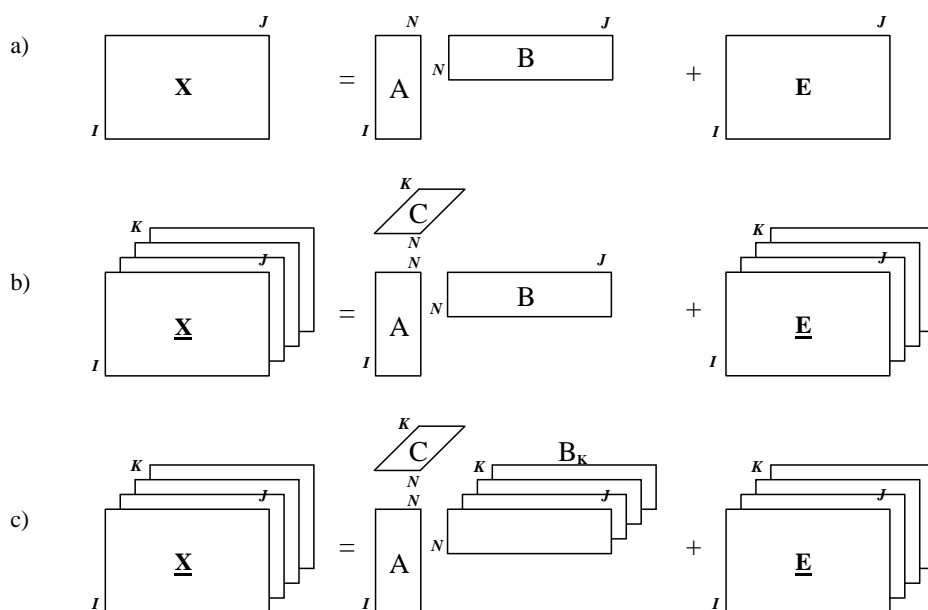 J N J J
a) X = A N B + E
I I I
K
C
K N K
J N J J
b) X = A N B + E
I I I
K
C B_K
K N K K
J N J J
c) X = A N + E
I I I